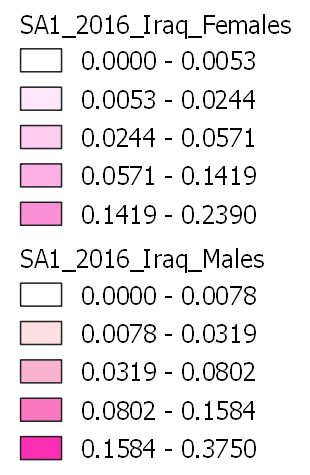 SA1_2016_Iraq_Females
0.0000 - 0.0053
0.0053 - 0.0244
0.0244 - 0.0571
0.0571 - 0.1419
0.1419 - 0.2390
SA1_2016_Iraq_Males
0.0000 - 0.0078
0.0078 - 0.0319
0.0319 - 0.0802
0.0802 - 0.1584
0.1584 - 0.3750